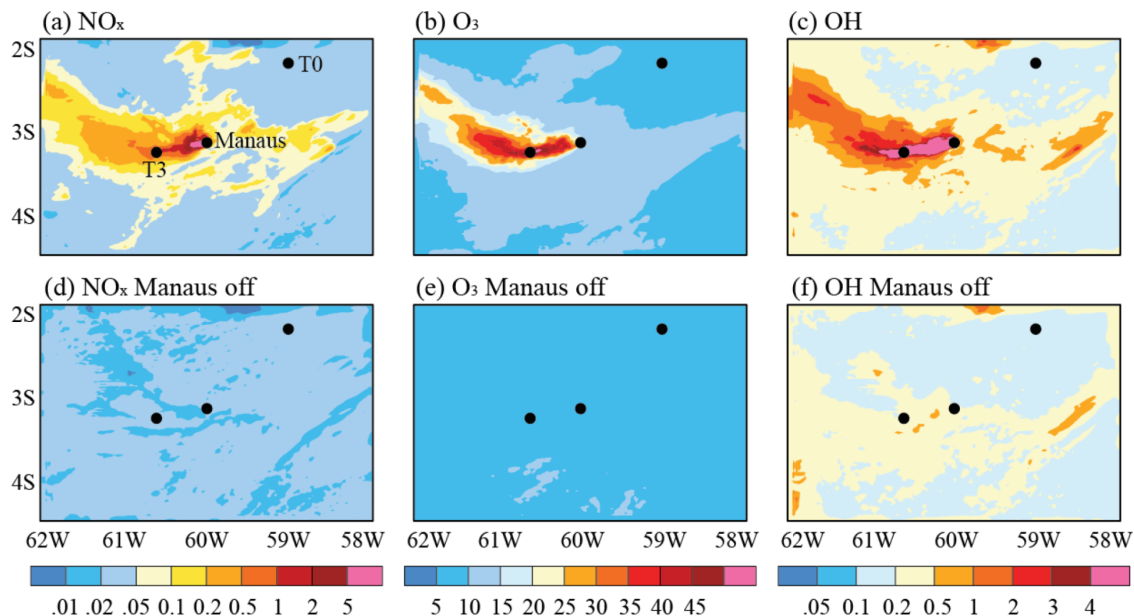 (a) NOx (b) O3 (c) OH
2S
T0
3S
Manaus
T3
4S
(d) NOx Manaus off (e) O3 Manaus off (f) OH Manaus off
2S
3S
4S
62W 61W 60W 59W 58W 62W 61W 60W 59W 58W 62W 61W 60W 59W 58W
.01 .02 .05 0.1 0.2 0.5 1 2 5 5 10 15 20 25 30 35 40 45 .05 0.1 0.2 0.5 1 2 3 4